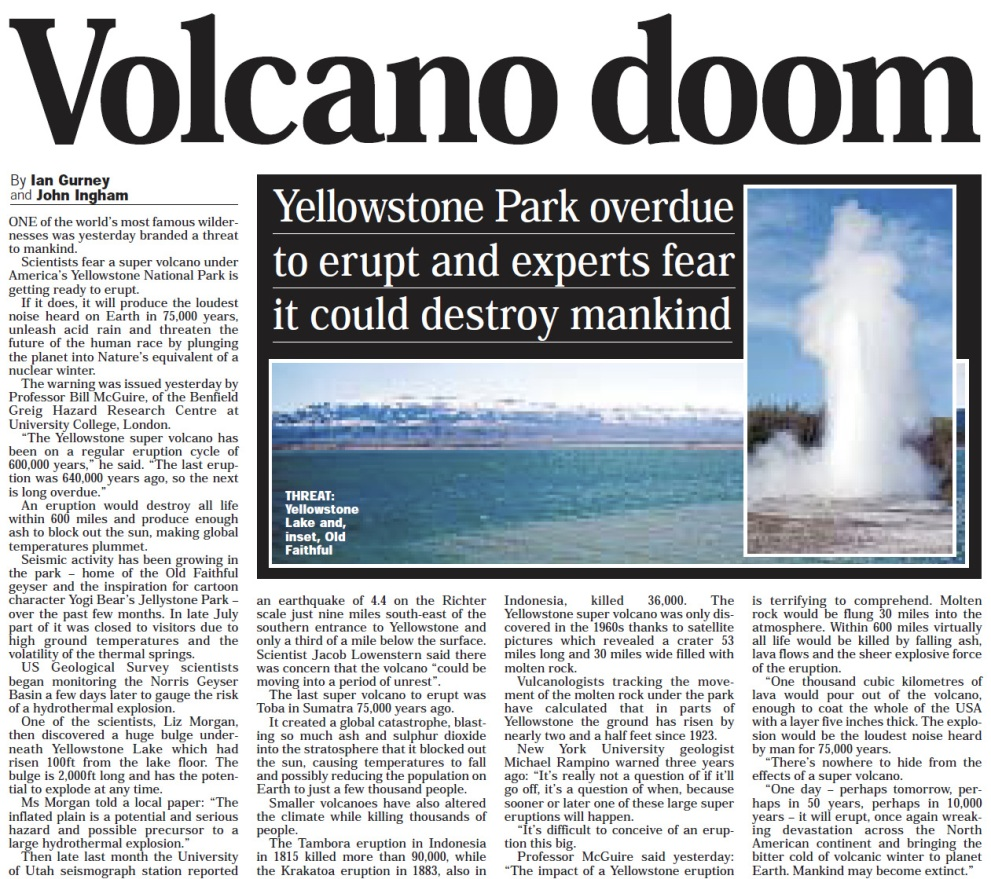 Volcano doom
By Ian Gurney
and John Ingham
Yellowstone Park overdue
to erupt and experts fear
it could destroy mankind
THREAT:
Yellowstone
Lake and,
inset, Old
Faithful
ONE of the world's most famous wilder-
nesses was yesterday branded a threat
to mankind.
Scientists fear a super volcano under
America's Yellowstone National Park is
getting ready to erupt.
If it does, it will produce the loudest
noise heard on Earth in 75,000 years,
unleash acid rain and threaten the
future of the human race by plunging
the planet into Nature's equivalent of a
nuclear winter.
The warning was issued yesterday by
Professor Bill McGuire, of the Benfield
Greig Hazard Research Centre at
University College, London.
"The Yellowstone super volcano has
been on a regular eruption cycle of
600,000 years," he said. "The last erup-
tion was 640,000 years ago, so the next
is long overdue."
An eruption would destroy all life
within 600 miles and produce enough
ash to block out the sun, making global
temperatures plummet.
Seismic activity has been growing in
the park – home of the Old Faithful
geyser and the inspiration for cartoon
character Yogi Bear's Jellystone Park –
over the past few months. In late July
part of it was closed to visitors due to
high ground temperatures and the
volatility of the thermal springs.
US Geological Survey scientists
began monitoring the Norris Geyser
Basin a few days later to gauge the risk
of a hydrothermal explosion.
One of the scientists, Liz Morgan,
then discovered a huge bulge under-
neath Yellowstone Lake which had
risen 100ft from the lake floor. The
bulge is 2,000ft long and has the poten-
tial to explode at any time.
Ms Morgan told a local paper: "The
inflated plain is a potential and serious
hazard and possible precursor to a
large hydrothermal explosion."
Then late last month the University
of Utah seismograph station reported
an earthquake of 4.4 on the Richter
scale just nine miles south-east of the
southern entrance to Yellowstone and
only a third of a mile below the surface.
Scientist Jacob Lowenstern said there
was concern that the volcano "could be
moving into a period of unrest".
The last super volcano to erupt was
Toba in Sumatra 75,000 years ago.
It created a global catastrophe, blast-
ing so much ash and sulphur dioxide
into the stratosphere that it blocked out
the sun, causing temperatures to fall
and possibly reducing the population on
Earth to just a few thousand people.
Smaller volcanoes have also altered
the climate while killing thousands of
people.
The Tambora eruption in Indonesia
in 1815 killed more than 90,000, while
the Krakatoa eruption in 1883, also in
Indonesia, killed 36,000. The
Yellowstone super volcano was only dis-
covered in the 1960s thanks to satellite
pictures which revealed a crater 53
miles long and 30 miles wide filled with
molten rock.
Vulcanologists tracking the move-
ment of the molten rock under the park
have calculated that in parts of
Yellowstone the ground has risen by
nearly two and a half feet since 1923.
New York University geologist
Michael Rampino warned three years
ago: "It's really not a question of if it'll
go off, it's a question of when, because
sooner or later one of these large super
eruptions will happen.
"It's difficult to conceive of an erup-
tion this big.
Professor McGuire said yesterday:
"The impact of a Yellowstone eruption
is terrifying to comprehend. Molten
rock would be flung 30 miles into the
atmosphere. Within 600 miles virtually
all life would be killed by falling ash,
lava flows and the sheer explosive force
of the eruption.
"One thousand cubic kilometres of
lava would pour out of the volcano,
enough to coat the whole of the USA
with a layer five inches thick. The explo-
sion would be the loudest noise heard
by man for 75,000 years.
"There's nowhere to hide from the
effects of a super volcano.
"One day – perhaps tomorrow, per-
haps in 50 years, perhaps in 10,000
years – it will erupt, once again wreak-
ing devastation across the North
American continent and bringing the
bitter cold of volcanic winter to planet
Earth. Mankind may become extinct."